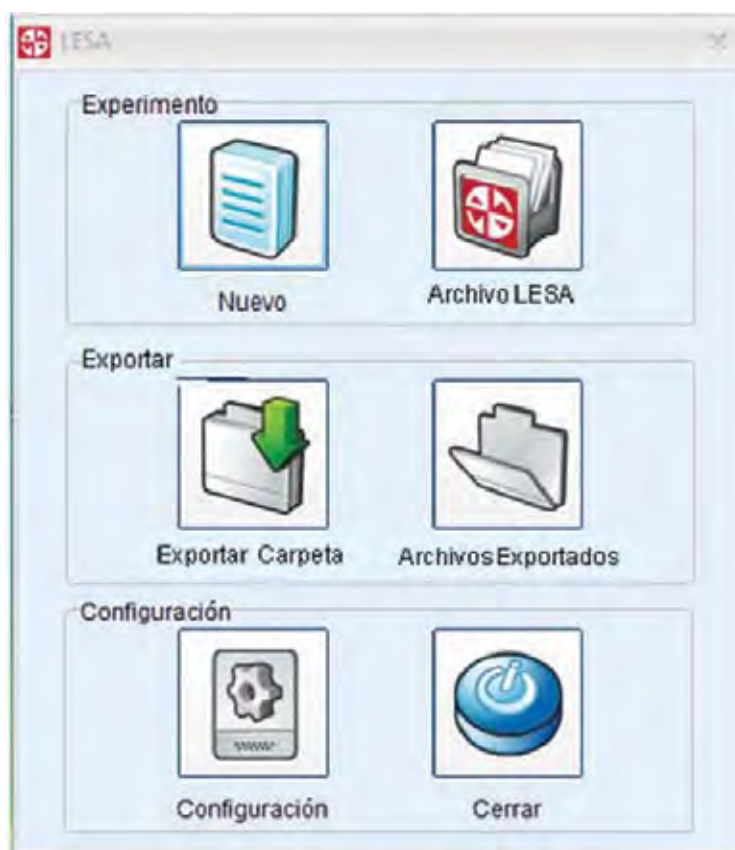 LESA
Experimento
Nuevo
Archivo LESA
Exportar
Exportar Carpeta
Archivos Exportados
Configuración
Configuración
Cerrar